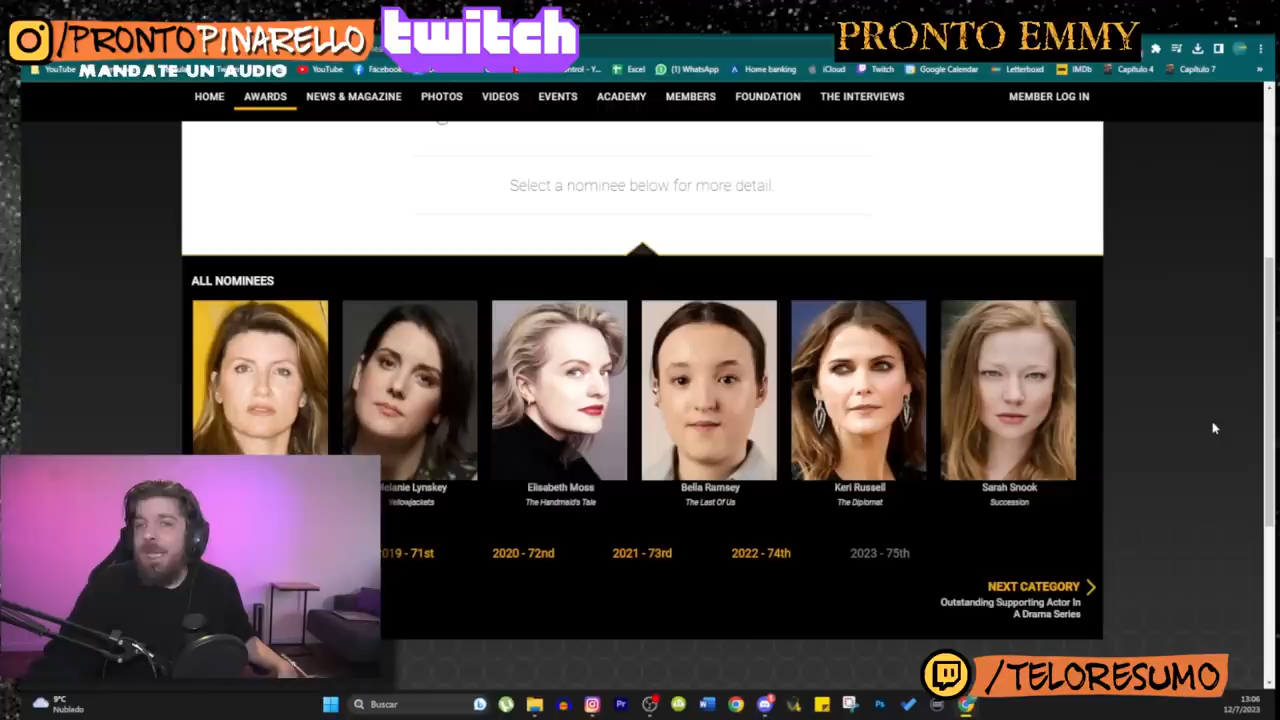 /PRONTOPINARELLO
MANDATE UN AUDIO
twitch
PRONTO EMMY
YouTube
YouTube
Facebook
Excel
(1) WhatsApp
Home banking
iCloud
Twitch
Google Calendar
Letterboxd
IMDb
Capítulo 4
Capítulo 7
HOME
AWARDS
NEWS & MAGAZINE
PHOTOS
VIDEOS
EVENTS
ACADEMY
MEMBERS
FOUNDATION
THE INTERVIEWS
MEMBER LOG IN
Select a nominee below for more detail.
ALL NOMINEES
Melanie Lynskey
Yellowjackets
Elisabeth Moss
The Handmaid's Tale
Bella Ramsey
The Last Of Us
Keri Russell
The Diplomat
Sarah Snook
Succession
2019 - 71st
2020 - 72nd
2021 - 73rd
2022 - 74th
2023 - 75th
NEXT CATEGORY
Outstanding Supporting Actor In
A Drama Series
/TELORESUMO
9°C
Nublado
Buscar
13:06
12/7/2023